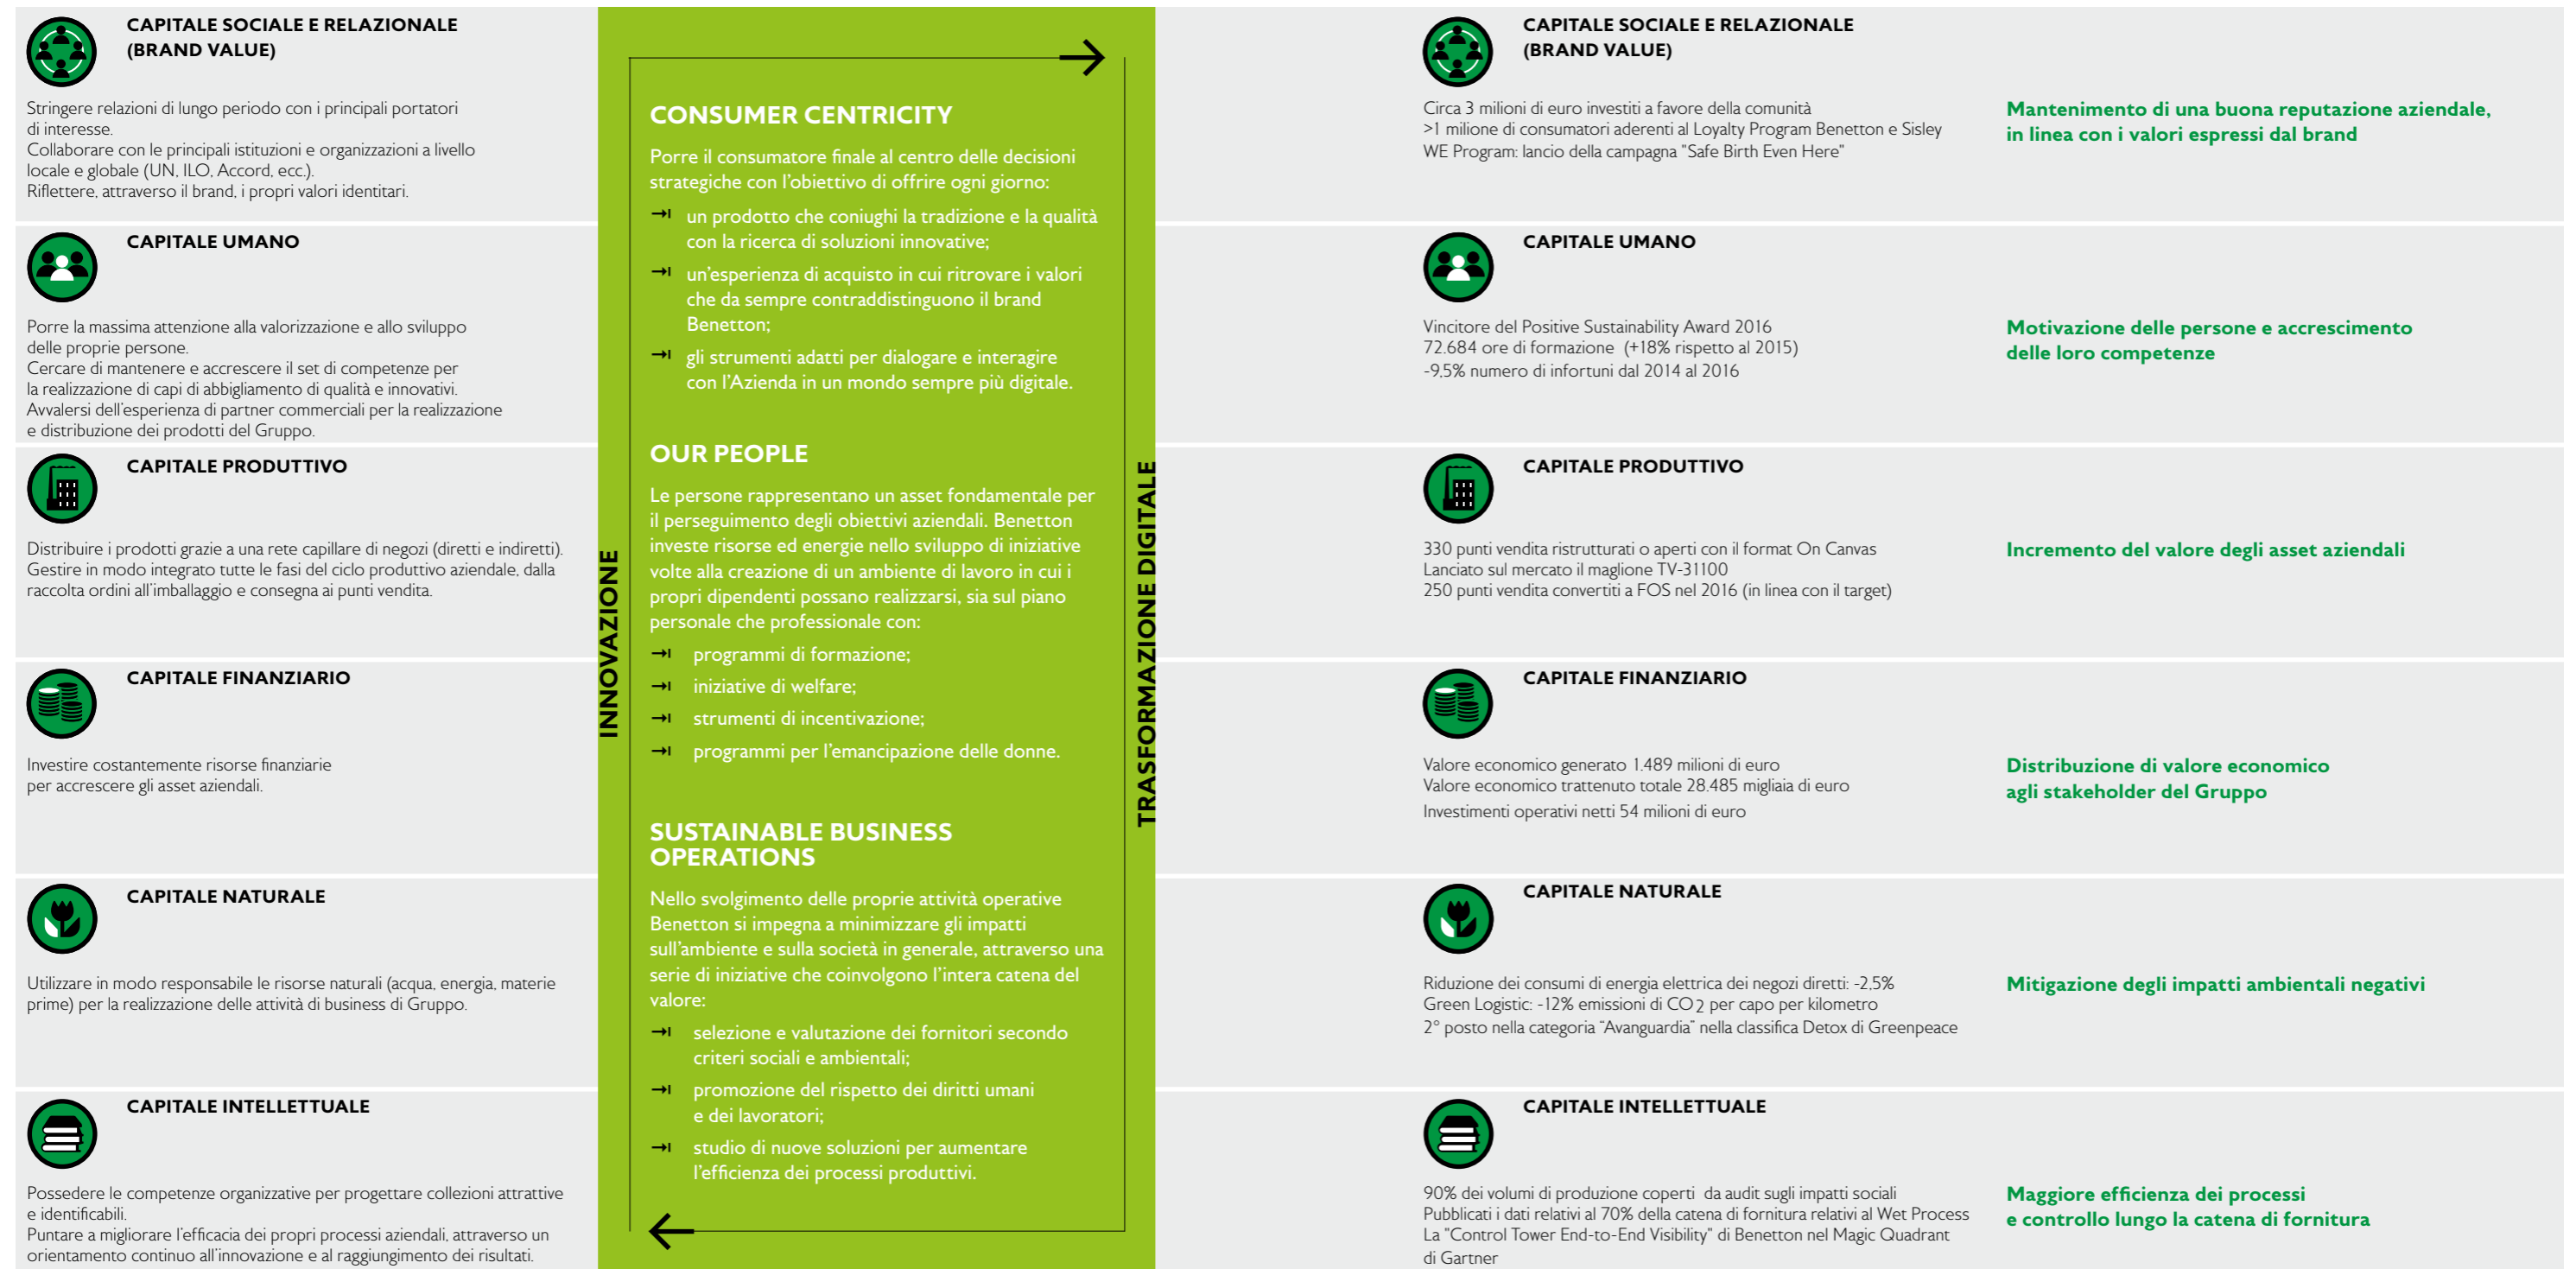 CAPITALE SOCIALE E RELAZIONALE
(BRAND VALUE)
Stringere relazioni di lungo periodo con i principali portatori
di interesse.
Collaborare con le principali istituzioni e organizzazioni a livello
locale e globale (UN, ILO, Accord, ecc.).
Riflettere, attraverso il brand, i propri valori identitari.
CAPITALE UMANO
Porre la massima attenzione alla valorizzazione e allo sviluppo
delle proprie persone.
Cercare di mantenere e accrescere il set di competenze per
la realizzazione di capi di abbigliamento di qualità e innovativi.
Avvalersi dell'esperienza di partner commerciali per la realizzazione
e distribuzione dei prodotti del Gruppo.
CAPITALE PRODUTTIVO
Distribuire i prodotti grazie a una rete capillare di negozi (diretti e indiretti).
Gestire in modo integrato tutte le fasi del ciclo produttivo aziendale, dalla
raccolta ordini all'imballaggio e consegna ai punti vendita.
CAPITALE FINANZIARIO
Investire costantemente risorse finanziarie
per accrescere gli asset aziendali.
CAPITALE NATURALE
Utilizzare in modo responsabile le risorse naturali (acqua, energia, materie
prime) per la realizzazione delle attività di business di Gruppo.
CAPITALE INTELLETTUALE
Possedere le competenze organizzative per progettare collezioni attrattive
e identificabili.
Puntare a migliorare l'efficacia dei propri processi aziendali, attraverso un
orientamento continuo all'innovazione e al raggiungimento dei risultati.
INNOVAZIONE
CONSUMER CENTRICITY
Porre il consumatore finale al centro delle decisioni
strategiche con l'obiettivo di offrire ogni giorno:
un prodotto che coniughi la tradizione e la qualità
con la ricerca di soluzioni innovative;
un'esperienza di acquisto in cui ritrovare i valori
che da sempre contraddistinguono il brand
Benetton;
gli strumenti adatti per dialogare e interagire
con l'Azienda in un mondo sempre più digitale.
OUR PEOPLE
Le persone rappresentano un asset fondamentale per
il perseguimento degli obiettivi aziendali. Benetton
investe risorse ed energie nello sviluppo di iniziative
volte alla creazione di un ambiente di lavoro in cui i
propri dipendenti possano realizzarsi, sia sul piano
personale che professionale con:
programmi di formazione;
iniziative di welfare;
strumenti di incentivazione;
programmi per l'emancipazione delle donne.
SUSTAINABLE BUSINESS
OPERATIONS
Nello svolgimento delle proprie attività operative
Benetton si impegna a minimizzare gli impatti
sull'ambiente e sulla società in generale, attraverso una
serie di iniziative che coinvolgono l'intera catena del
valore:
selezione e valutazione dei fornitori secondo
criteri sociali e ambientali;
promozione del rispetto dei diritti umani
e dei lavoratori;
studio di nuove soluzioni per aumentare
l'efficienza dei processi produttivi.
TRASFORMAZIONE DIGITALE
CAPITALE SOCIALE E RELAZIONALE
(BRAND VALUE)
Circa 3 milioni di euro investiti a favore della comunità
>1 milione di consumatori aderenti al Loyalty Program Benetton e Sisley
WE Program: lancio della campagna "Safe Birth Even Here"
Mantenimento di una buona reputazione aziendale,
in linea con i valori espressi dal brand
CAPITALE UMANO
Vincitore del Positive Sustainability Award 2016
72.684 ore di formazione (+18% rispetto al 2015)
-9,5% numero di infortuni dal 2014 al 2016
Motivazione delle persone e accrescimento
delle loro competenze
CAPITALE PRODUTTIVO
330 punti vendita ristrutturati o aperti con il format On Canvas
Lanciato sul mercato il maglione TV-31100
250 punti vendita convertiti a FOS nel 2016 (in linea con il target)
Incremento del valore degli asset aziendali
CAPITALE FINANZIARIO
Valore economico generato 1.489 milioni di euro
Valore economico trattenuto totale 28.485 migliaia di euro
Investimenti operativi netti 54 milioni di euro
Distribuzione di valore economico
agli stakeholder del Gruppo
CAPITALE NATURALE
Riduzione dei consumi di energia elettrica dei negozi diretti: -2,5%
Green Logistic: -12% emissioni di CO2 per capo per kilometro
2° posto nella categoria "Avanguardia" nella classifica Detox di Greenpeace
Mitigazione degli impatti ambientali negativi
CAPITALE INTELLETTUALE
90% dei volumi di produzione coperti da audit sugli impatti sociali
Pubblicati i dati relativi al 70% della catena di fornitura relativi al Wet Process
La "Control Tower End-to-End Visibility" di Benetton nel Magic Quadrant
di Gartner
Maggiore efficienza dei processi
e controllo lungo la catena di fornitura